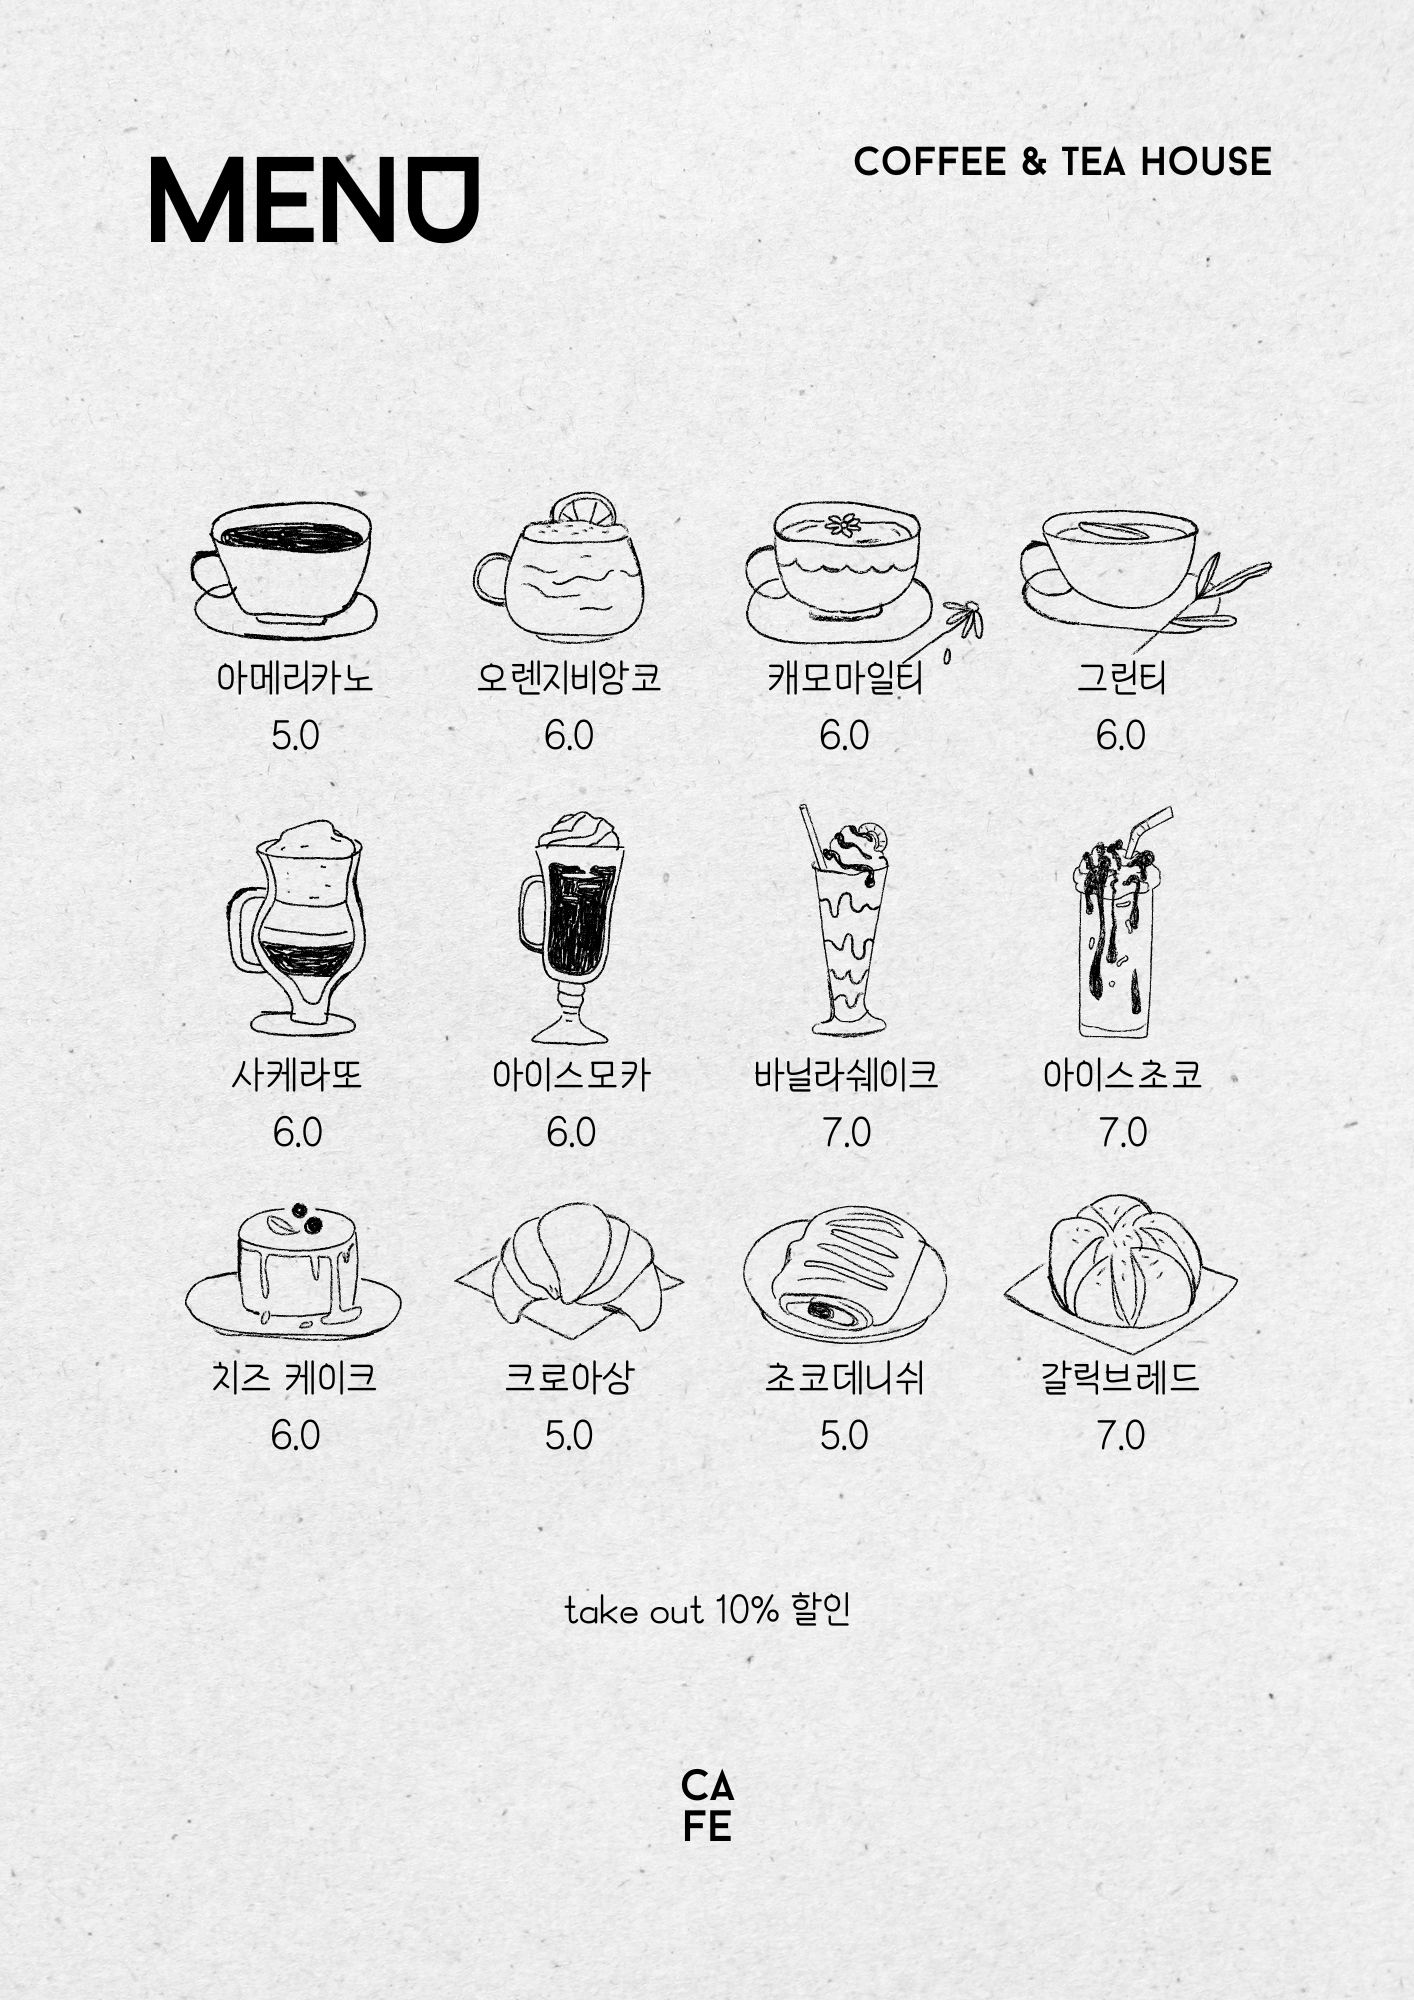 MENU
COFFEE & TEA HOUSE
아메리카노 오렌지비앙코 캐모마일티 그린티
5.0 6.0 6.0 6.0
사케라또 아이스모카 바닐라쉐이크 아이스초코
6.0 6.0 7.0 7.0
치즈 케이크 크로아상 초코데니쉬 갈릭브레드
6.0 5.0 5.0 7.0
take out 10% 할인
CA
FE